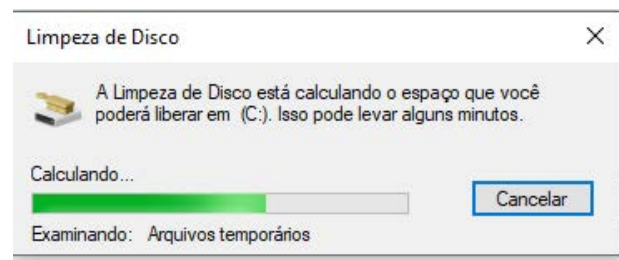 Limpeza de Disco
A Limpeza de Disco está calculando o espaço que você
poderá liberar em (C:). Isso pode levar alguns minutos.
Calculando...
Cancelar
Examinando: Arquivos temporários